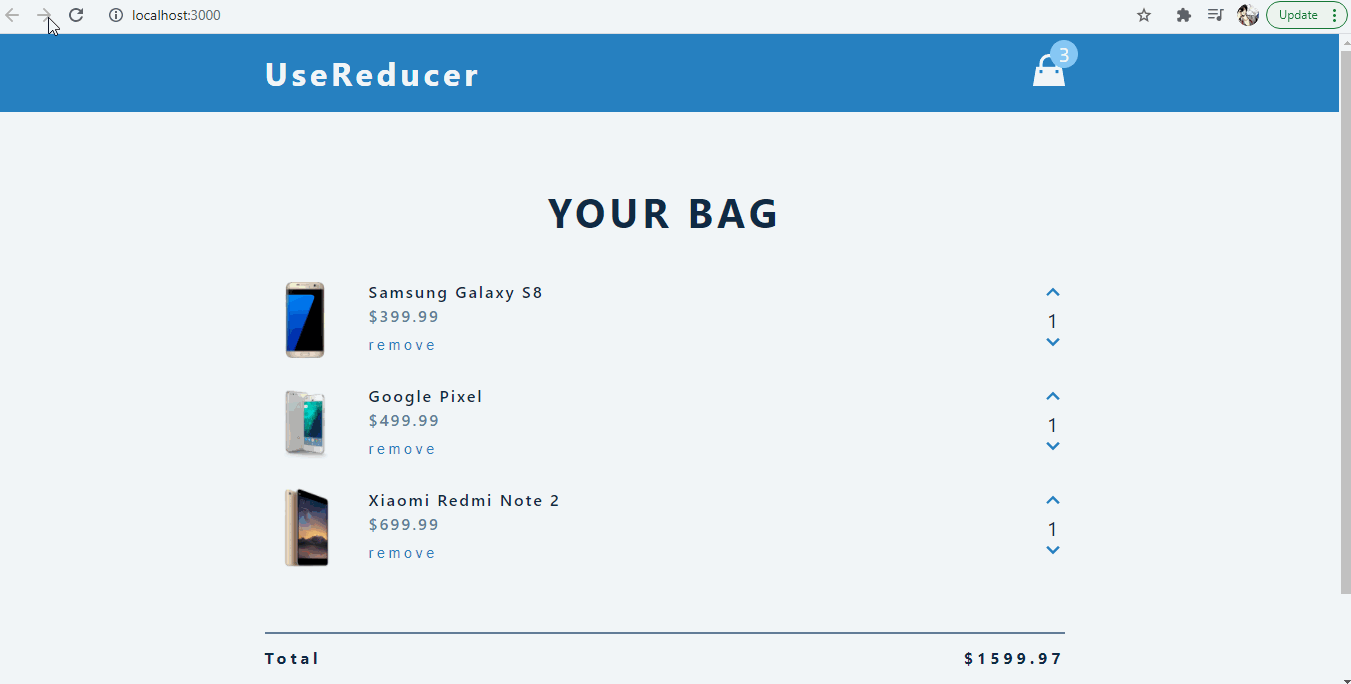 localhost:3000
Update
UseReducer
3
YOUR BAG
Samsung Galaxy S8
$399.99
remove
1
Google Pixel
$499.99
remove
1
Xiaomi Redmi Note 2
$699.99
remove
1
Total $1599.97